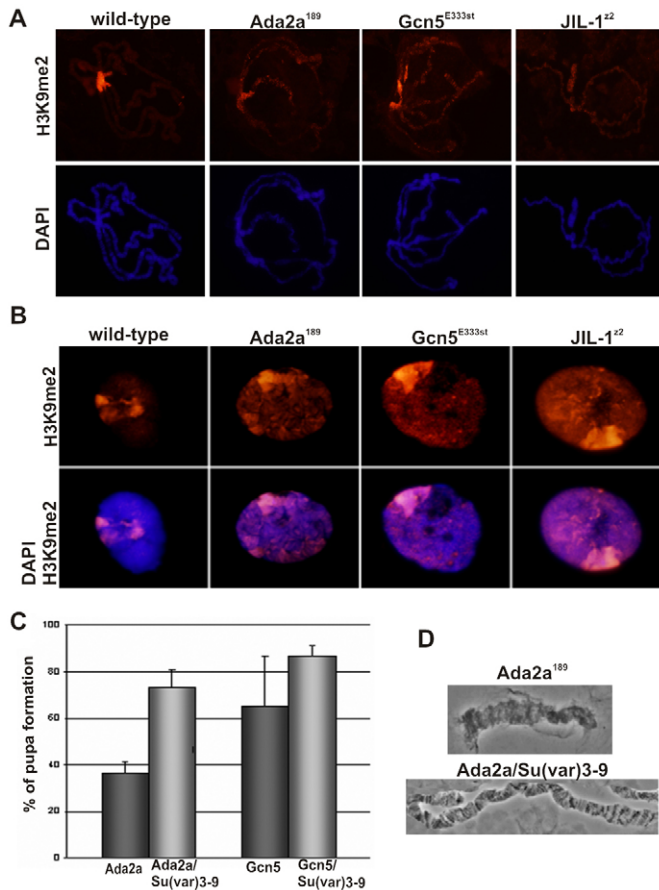 A
wild-type Ada2a189 Gcn5E333st JIL-1z2
H3K9me2
DAPI
B
wild-type Ada2a189 Gcn5E333st JIL-1z2
H3K9me2
DAPI
H3K9me2
C
% of pupa formation
100
80
60
40
20
0
Ada2a Ada2a/ Gcn5 Gcn5/
Su(var)3-9 Su(var)3-9
D
Ada2a189
Ada2a/Su(var)3-9